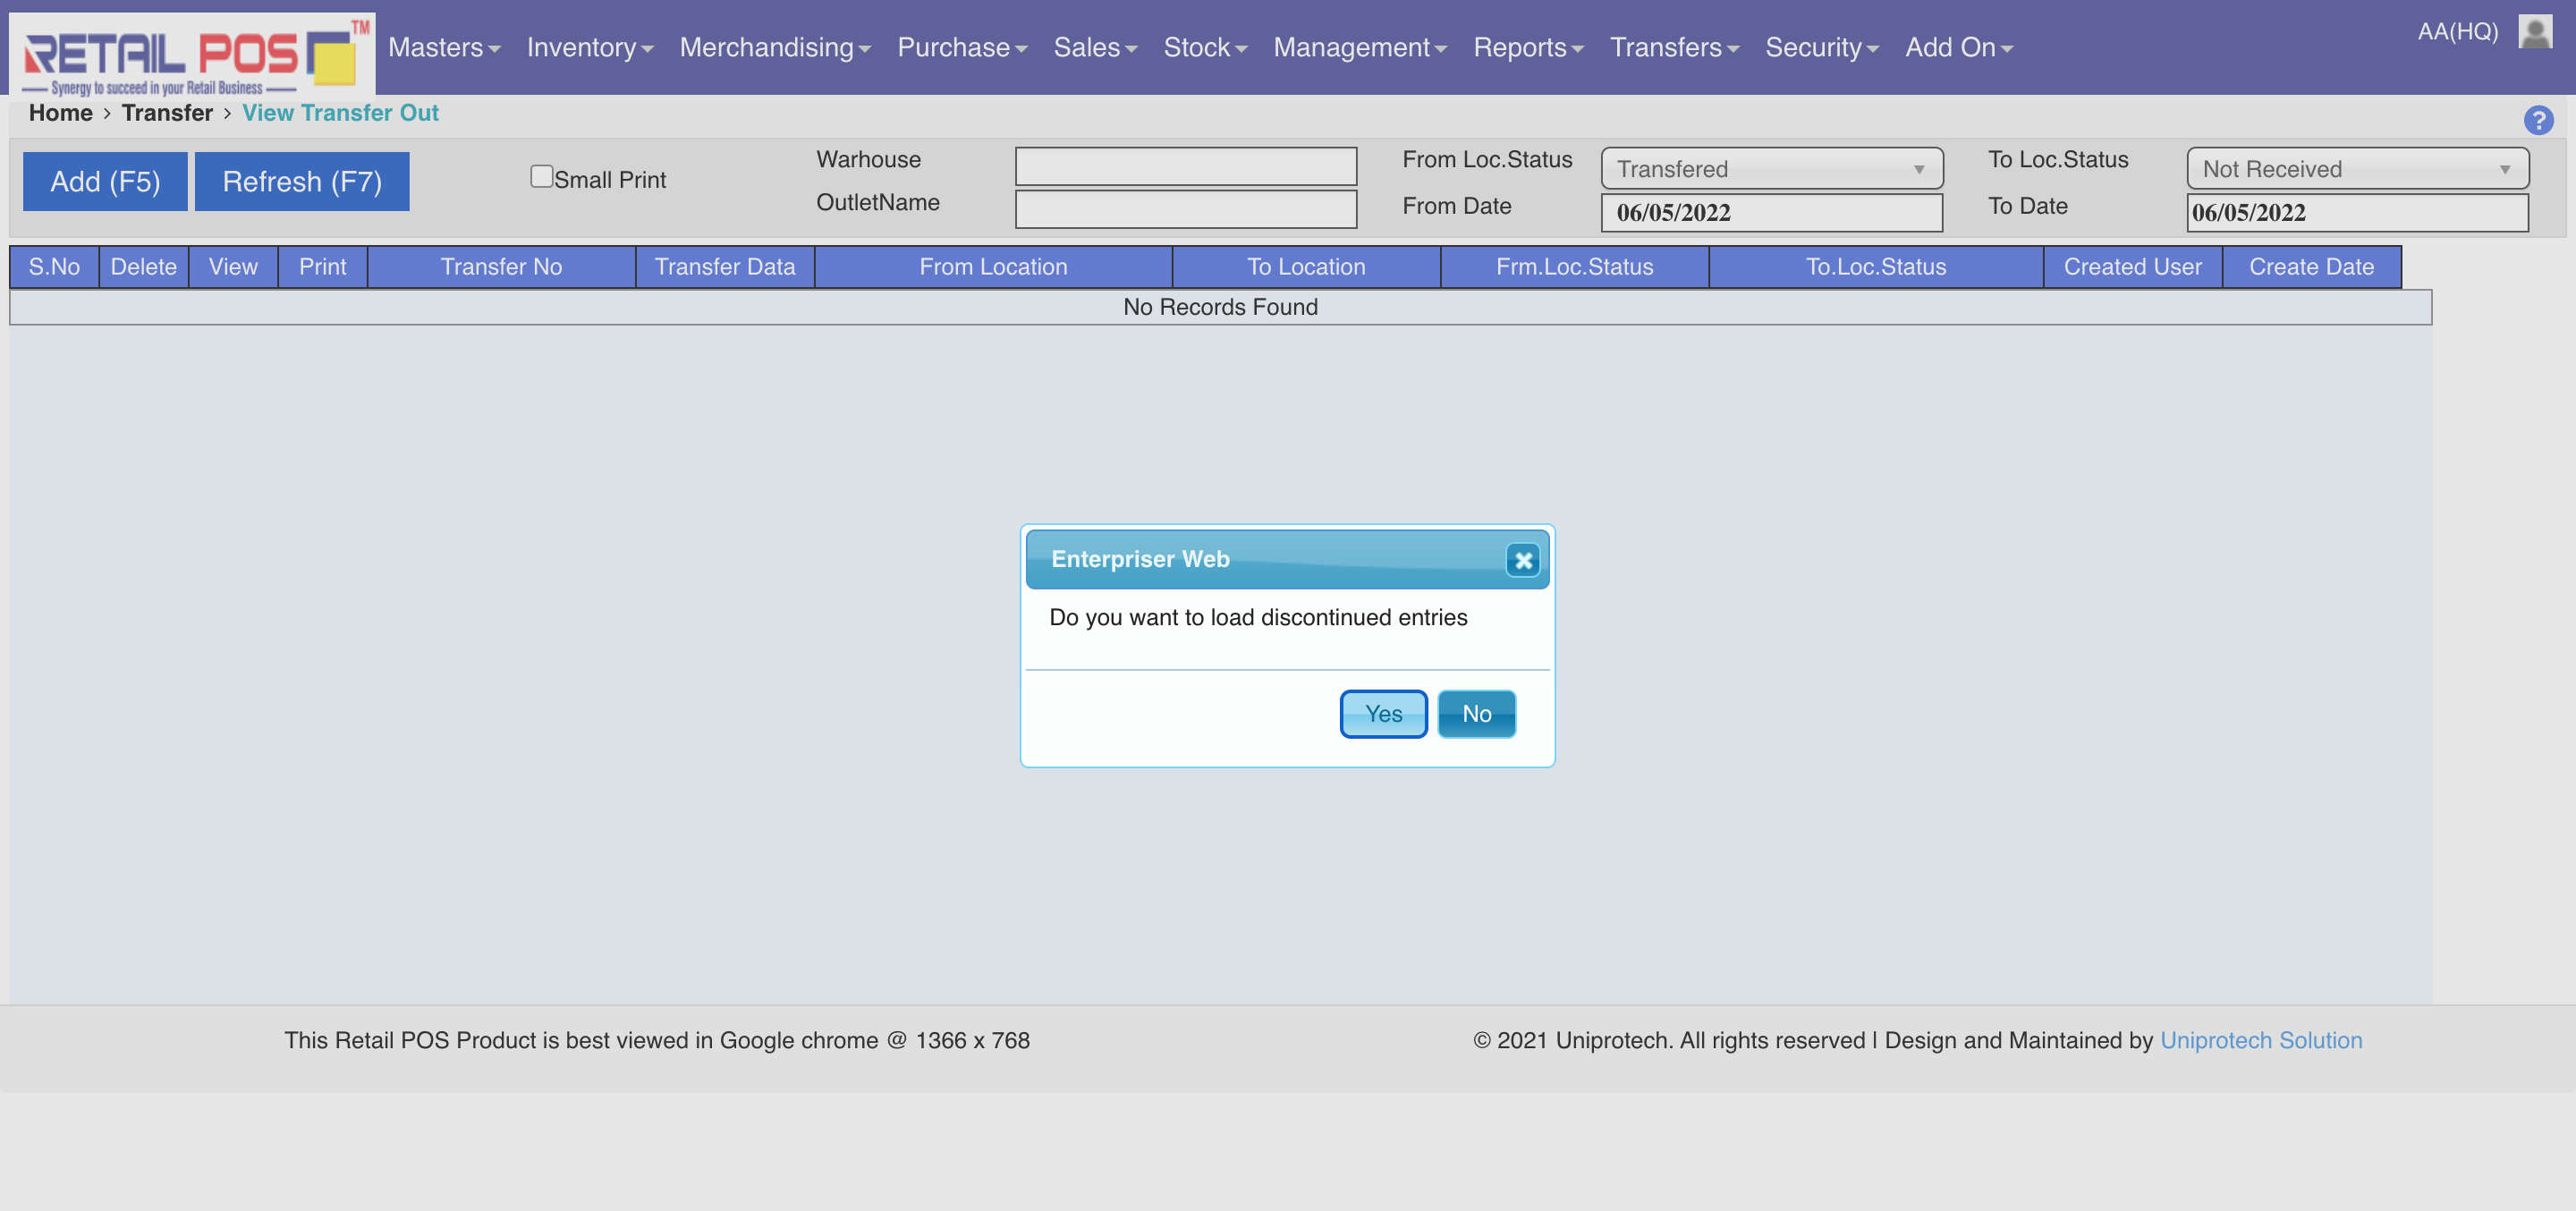 RETAIL POS TM
Synergy to succeed in your Retail Business
Masters Inventory Merchandising Purchase Sales Stock Management Reports Transfers Security Add On
AA(HQ)
Home > Transfer > View Transfer Out
?
Add (F5) Refresh (F7)
Small Print
Warhouse
OutletName
From Loc.Status Transfered
From Date 06/05/2022
To Loc.Status Not Received
To Date 06/05/2022
S.No Delete View Print Transfer No Transfer Data From Location To Location Frm.Loc.Status To.Loc.Status Created User Create Date
No Records Found
Enterpriser Web
Do you want to load discontinued entries
Yes No
This Retail POS Product is best viewed in Google chrome @ 1366 x 768
© 2021 Uniprotech. All rights reserved | Design and Maintained by Uniprotech Solution